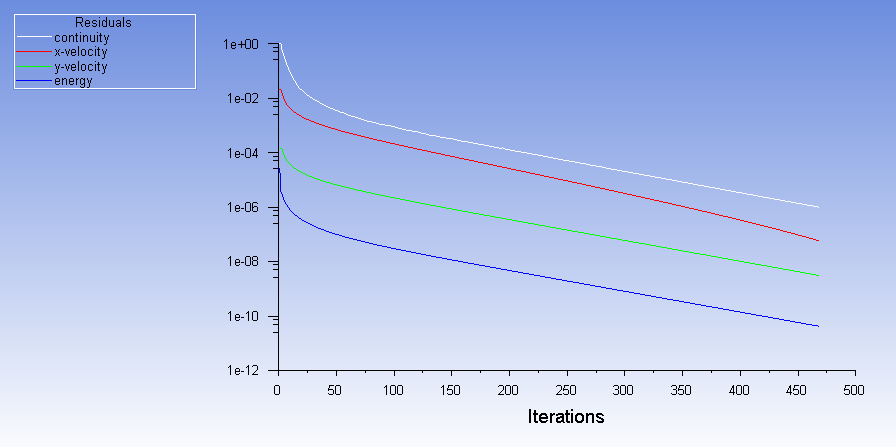 Residuals
continuity
x-velocity
y-velocity
energy
1e+00
1e-02
1e-04
1e-06
1e-08
1e-10
1e-12
0 50 100 150 200 250 300 350 400 450 500
Iterations